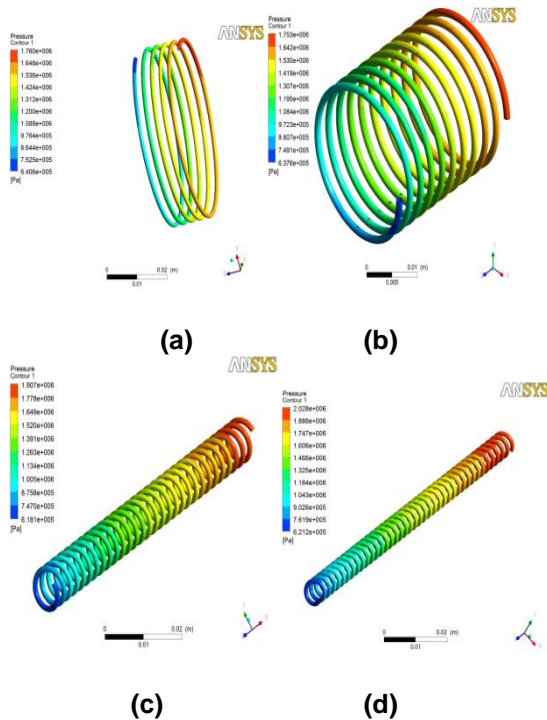 ANSYS
Pressure
Contour 1
1.760e+006
1.648e+006
1.536e+006
1.424e+006
1.312e+006
1.200e+006
1.088e+006
9.764e+005
8.644e+005
7.525e+005
6.406e+005
[Pa]
0 0.02 (m)
0.01
(a)
ANSYS
Pressure
Contour 1
1.753e+006
1.642e+006
1.530e+006
1.419e+006
1.307e+006
1.195e+006
1.084e+006
9.723e+005
8.607e+005
7.491e+005
6.376e+005
[Pa]
0 0.01 (m)
0.005
(b)
ANSYS
Pressure
Contour 1
1.907e+006
1.778e+006
1.649e+006
1.520e+006
1.391e+006
1.263e+006
1.134e+006
1.005e+006
8.758e+005
7.470e+005
6.181e+005
[Pa]
0 0.02 (m)
0.01
(c)
ANSYS
Pressure
Contour 1
2.028e+006
1.888e+006
1.747e+006
1.606e+006
1.466e+006
1.325e+006
1.184e+006
1.043e+006
9.026e+005
7.619e+005
6.212e+005
[Pa]
0 0.02 (m)
0.01
(d)